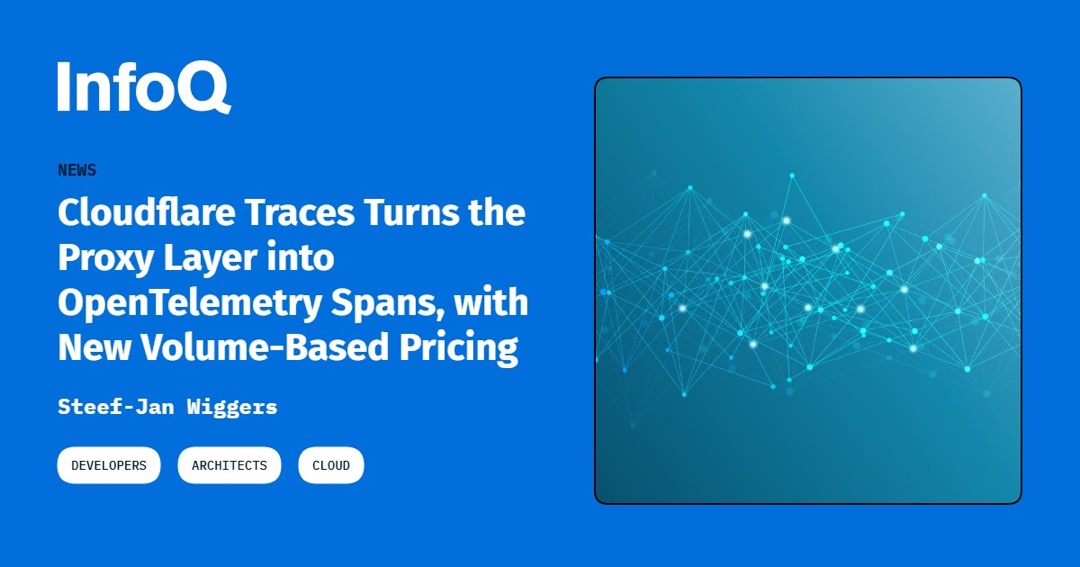 InfoQ
NEWS
Cloudflare Traces Turns the
Proxy Layer into
OpenTelemetry Spans, with
New Volume-Based Pricing
Steef-Jan Wiggers
DEVELOPERS ARCHITECTS CLOUD